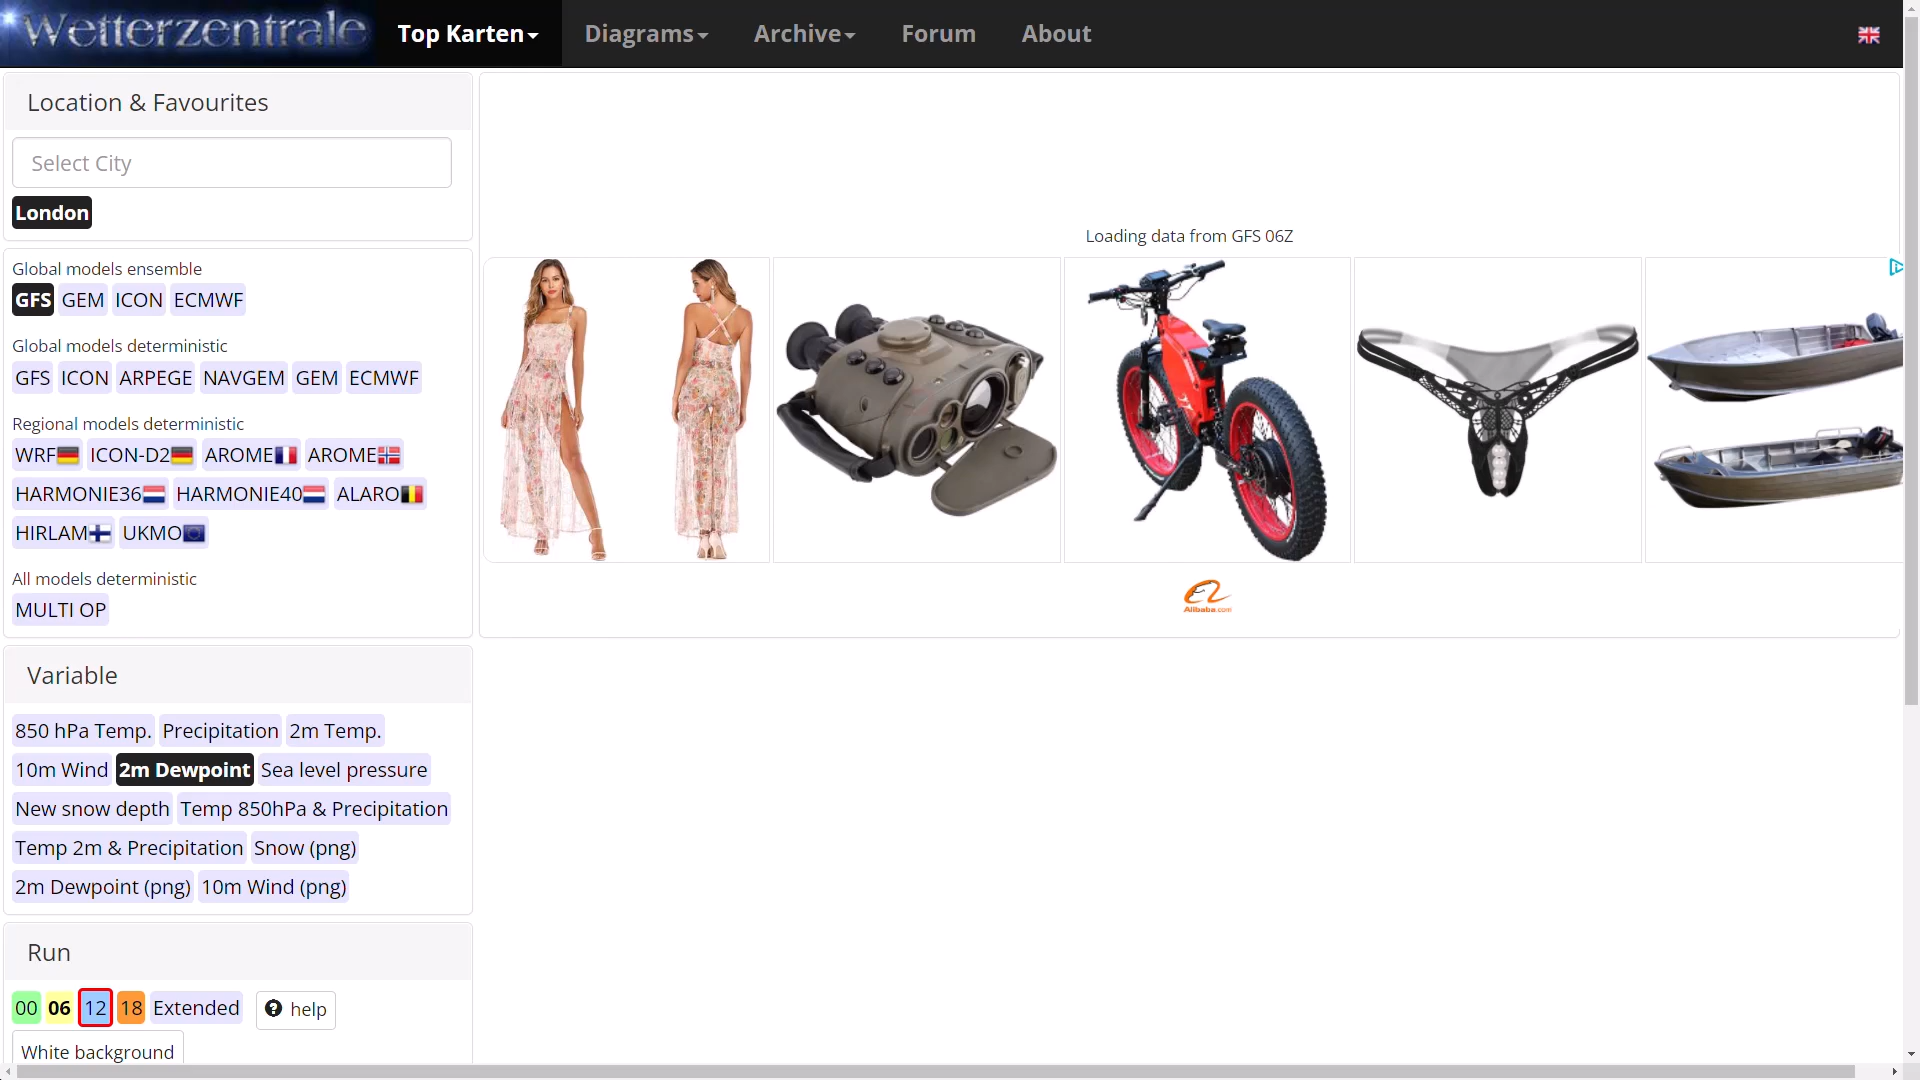 Wetterzentrale
Top Karten
Diagrams
Archive
Forum
About
Location & Favourites
Select City
London
Global models ensemble
GFS GEM ICON ECMWF
Global models deterministic
GFS ICON ARPEGE NAVGEM GEM ECMWF
Regional models deterministic
WRF ICON-D2 AROME AROME
HARMONIE36 HARMONIE40 ALARO
HIRLAM UKMO
All models deterministic
MULTI OP
Variable
850 hPa Temp. Precipitation 2m Temp.
10m Wind 2m Dewpoint Sea level pressure
New snow depth Temp 850hPa & Precipitation
Temp 2m & Precipitation Snow (png)
2m Dewpoint (png) 10m Wind (png)
Run
00 06 12 18 Extended help
White background
Loading data from GFS 06Z
Alibaba.com